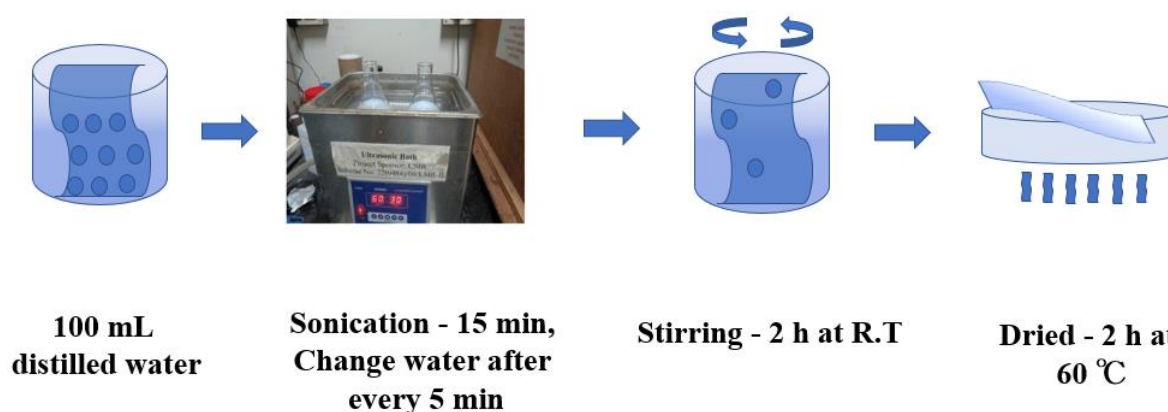 Ultrasonic Bath
60 30
100 mL
distilled water
Sonication - 15 min,
Change water after
every 5 min
Stirring - 2 h at R.T
Dried - 2 h at
60 ℃